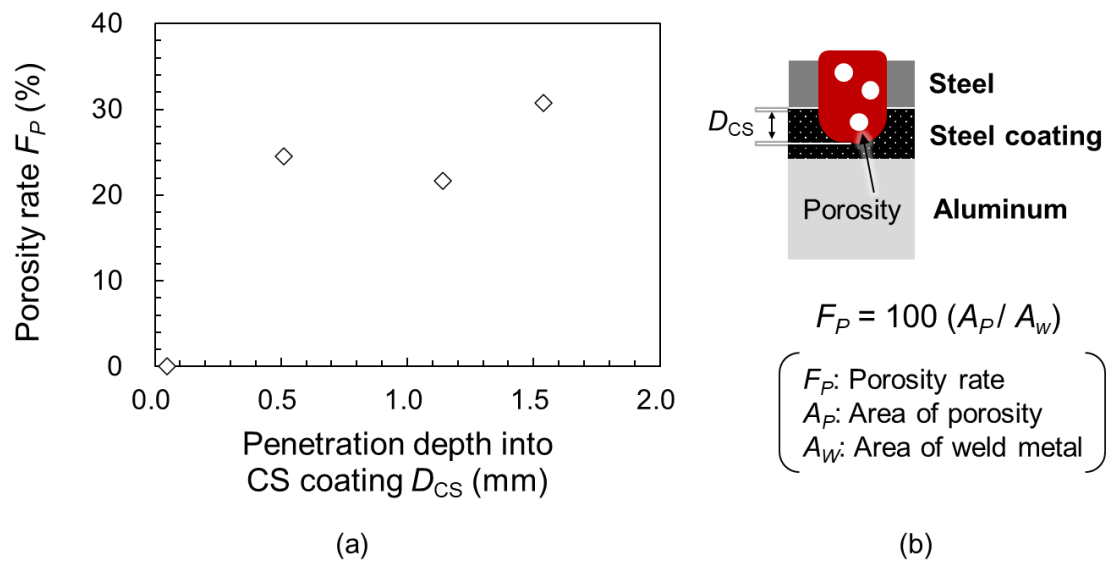 40
30
20
10
0
0.0 0.5 1.0 1.5 2.0
Porosity rate F_P (%)
Penetration depth into
CS coating D_CS (mm)
(a)
Steel
D_CS
Steel coating
Porosity
Aluminum
F_P = 100 (A_P / A_w)
F_P: Porosity rate
A_P: Area of porosity
A_W: Area of weld metal
(b)